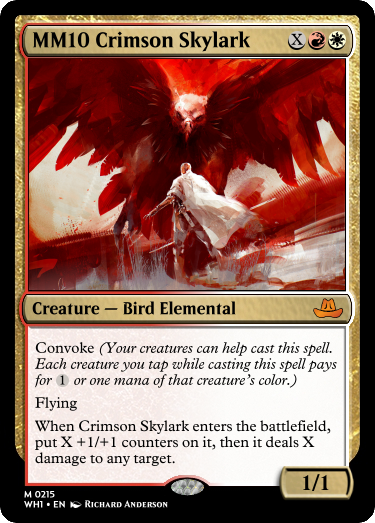 MM10 Crimson Skylark X
Creature — Bird Elemental
Convoke (Your creatures can help cast this spell.
Each creature you tap while casting this spell pays
for 1 or one mana of that creature's color.)
Flying
When Crimson Skylark enters the battlefield,
put X +1/+1 counters on it, then it deals X
damage to any target.
1/1
M 0215
WH1 • EN Richard Anderson